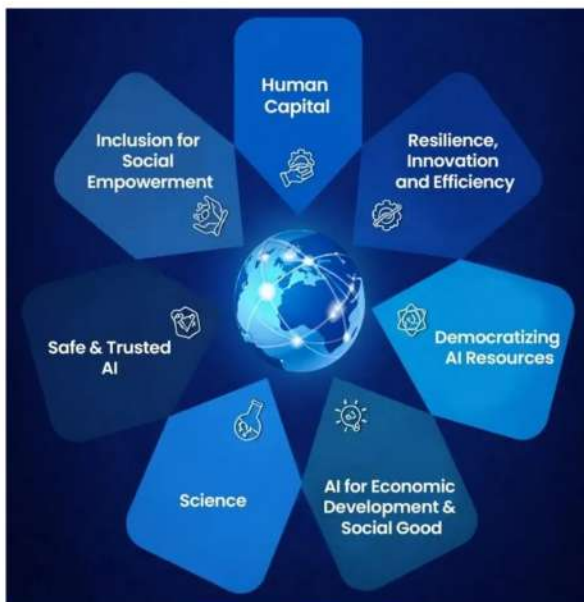 Human
Capital
Resilience,
Innovation
and Efficiency
Democratizing
AI Resources
AI for Economic
Development &
Social Good
Science
Safe & Trusted
AI
Inclusion for
Social
Empowerment